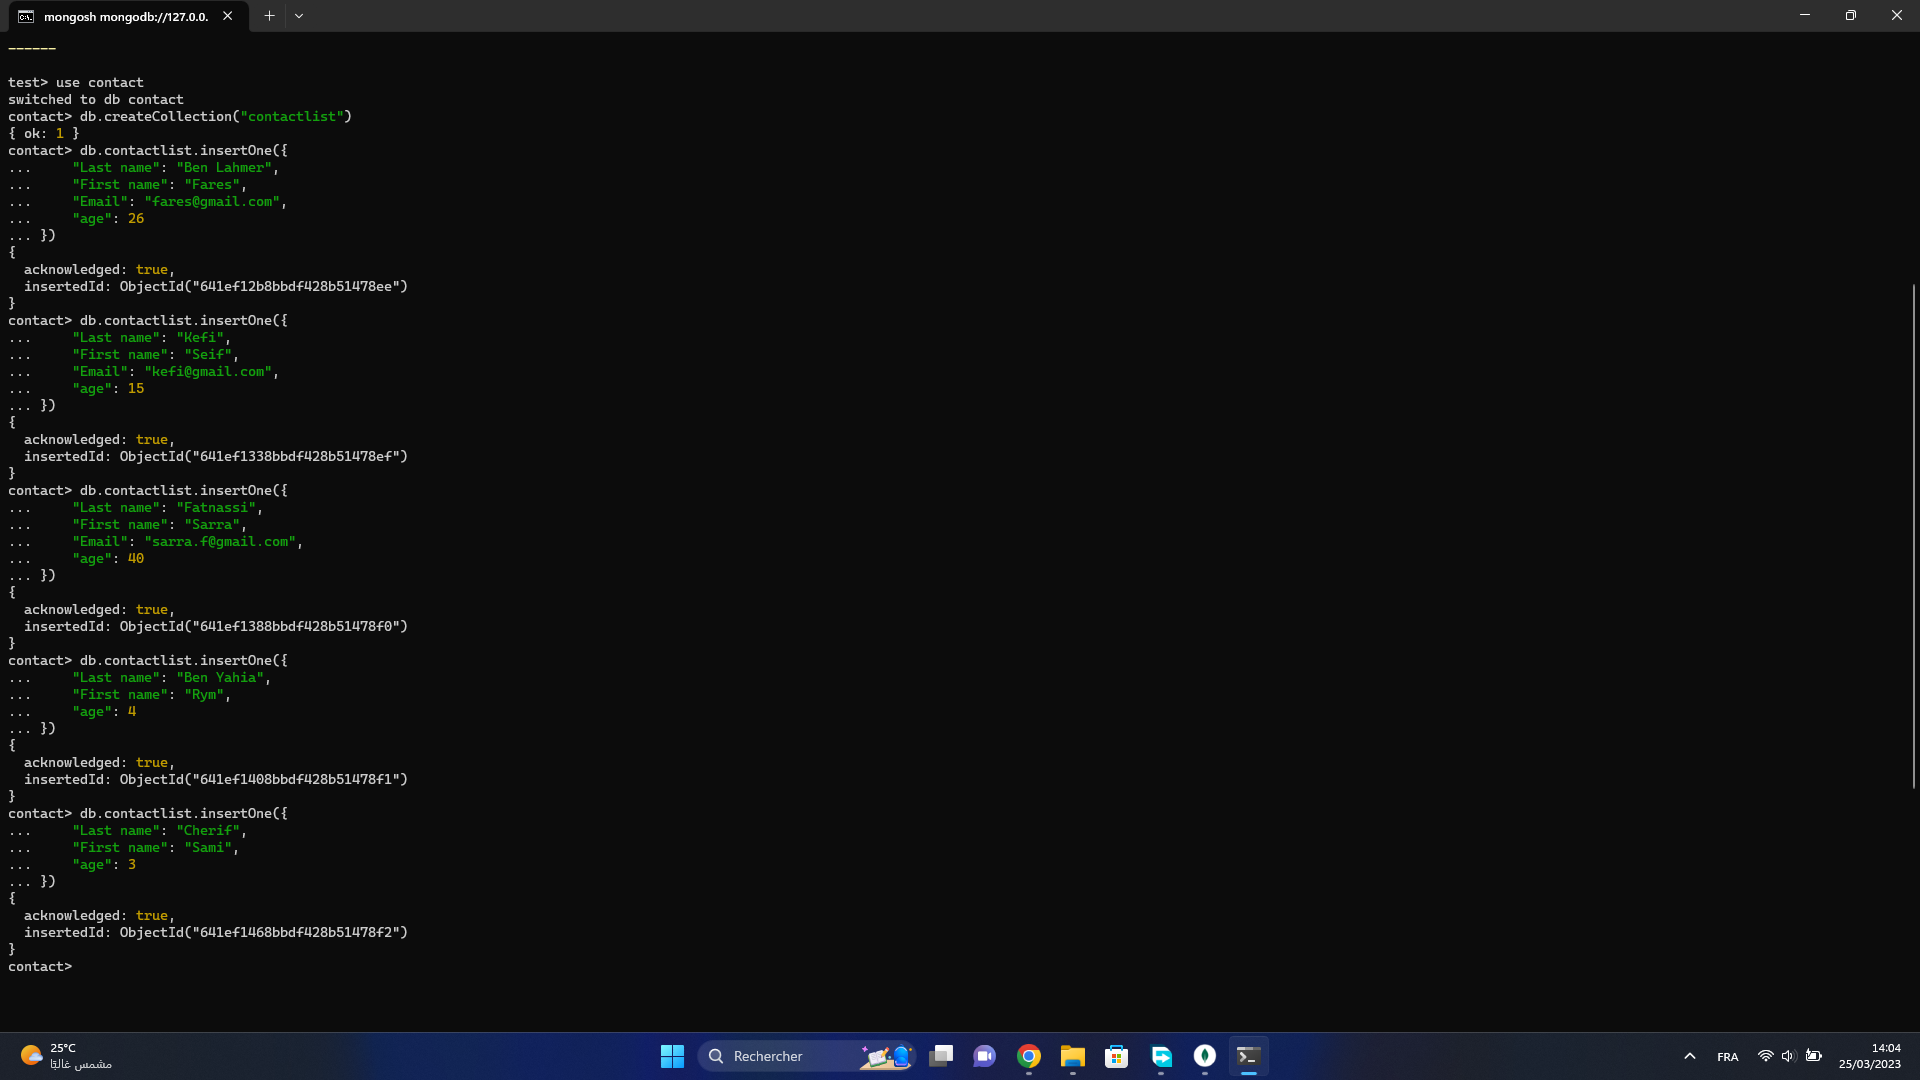 mongosh mongodb://127.0.0.
------
test> use contact
switched to db contact
contact> db.createCollection("contactlist")
{ ok: 1 }
contact> db.contactlist.insertOne({
...     "Last name": "Ben Lahmer",
...     "First name": "Fares",
...     "Email": "fares@gmail.com",
...     "age": 26
... })
{
  acknowledged: true,
  insertedId: ObjectId("641ef12b8bbdf428b51478ee")
}
contact> db.contactlist.insertOne({
...     "Last name": "Kefi",
...     "First name": "Seif",
...     "Email": "kefi@gmail.com",
...     "age": 15
... })
{
  acknowledged: true,
  insertedId: ObjectId("641ef1338bbdf428b51478ef")
}
contact> db.contactlist.insertOne({
...     "Last name": "Fatnassi",
...     "First name": "Sarra",
...     "Email": "sarra.f@gmail.com",
...     "age": 40
... })
{
  acknowledged: true,
  insertedId: ObjectId("641ef1388bbdf428b51478f0")
}
contact> db.contactlist.insertOne({
...     "Last name": "Ben Yahia",
...     "First name": "Rym",
...     "age": 4
... })
{
  acknowledged: true,
  insertedId: ObjectId("641ef1408bbdf428b51478f1")
}
contact> db.contactlist.insertOne({
...     "Last name": "Cherif",
...     "First name": "Sami",
...     "age": 3
... })
{
  acknowledged: true,
  insertedId: ObjectId("641ef1468bbdf428b51478f2")
}
contact>
25°C
مشمس غالبًا
Rechercher
FRA
14:04
25/03/2023